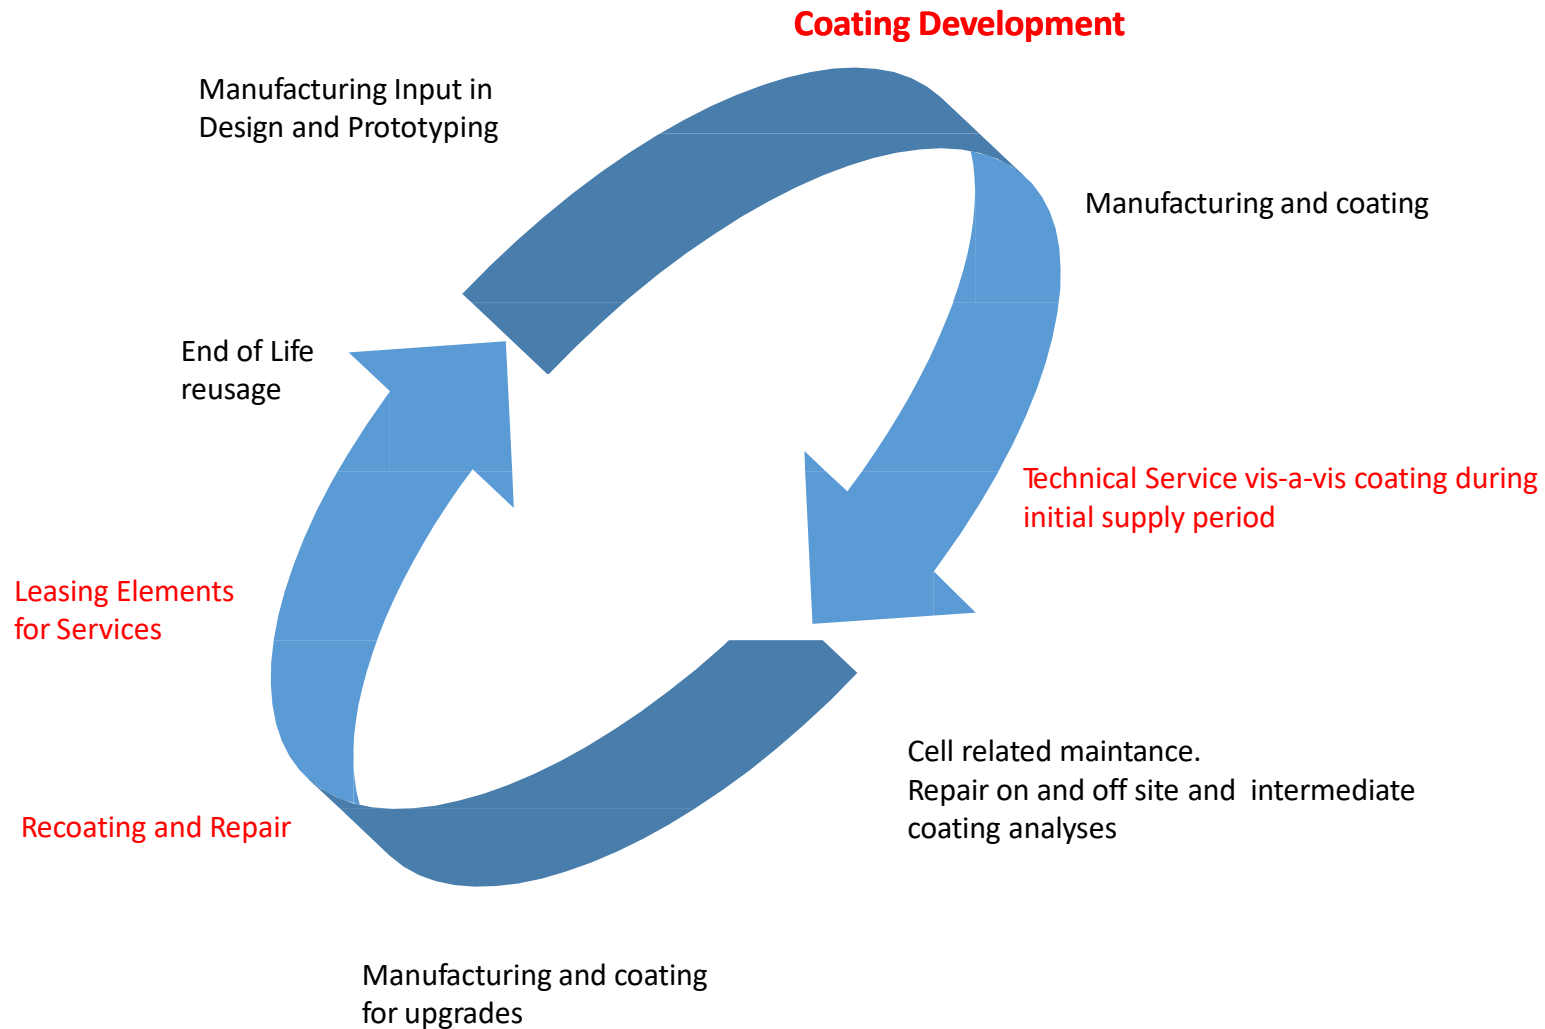 Coating Development
Manufacturing Input in
Design and Prototyping
Manufacturing and coating
End of Life
reusage
Technical Service vis-a-vis coating during
initial supply period
Leasing Elements
for Services
Cell related maintance.
Repair on and off site and  intermediate
coating analyses
Recoating and Repair
Manufacturing and coating
for upgrades